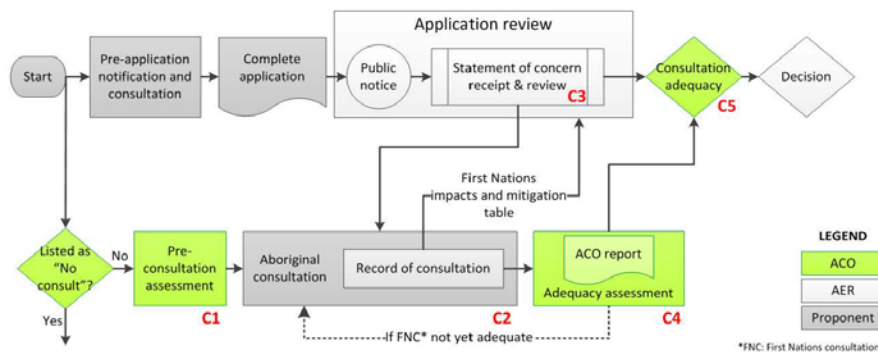 Application review
Start
Pre-application
notification and
consultation
Complete
application
Public
notice
Statement of concern
receipt & review
C3
Consultation
adequacy
C5
Decision
First Nations
impacts and mitigation
table
Listed as
"No
consult"?
No
Yes
Pre-
consultation
assessment
C1
Aboriginal
consultation
Record of consultation
C2
ACO report
Adequacy assessment
C4
If FNC* not yet adequate
LEGEND
ACO
AER
Proponent
*FNC: First Nations consultation